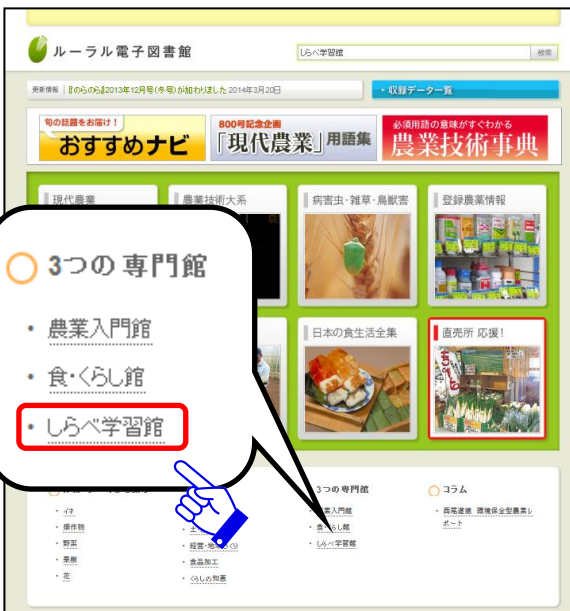 ルーラル電子図書館
しらべ学習館
検索
更新情報 『のらのら』2013年12月号(冬号)が加わりました 2014年3月20日
・収録データ一覧
旬の話題をお届け!
おすすめナビ
800号記念企画
「現代農業」用語集
必須用語の意味がすぐわかる
農業技術事典
現代農業
農業技術大系
病害虫・雑草・鳥獣害
登録農薬情報
日本の食生活全集
直売所 応援!
3つの専門館
・農業入門館
・食・くらし館
・しらべ学習館
・イネ
・畑作物
・野菜
・果樹
・花
・経営・地域づくり
・食品加工
・くらしの知恵
3つの専門館
食・くらし館
・しらべ学習館
コラム
・西尾道徳 環境保全型農業レ
ポート